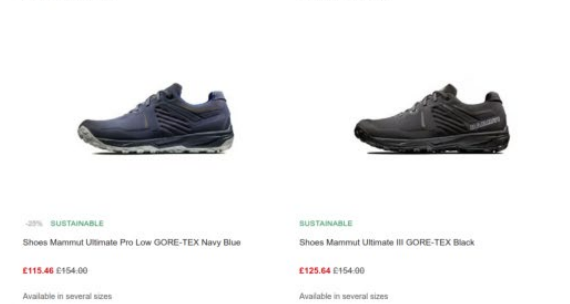 -25% SUSTAINABLE
Shoes Mammut Ultimate Pro Low GORE-TEX Navy Blue
£115.46 £154.00
Available in several sizes
SUSTAINABLE
Shoes Mammut Ultimate III GORE-TEX Black
£125.64 £154.00
Available in several sizes